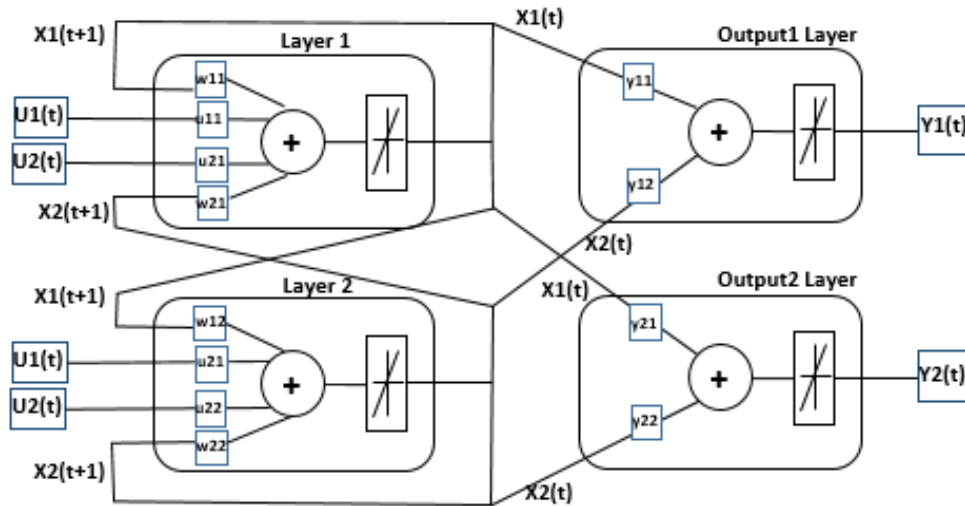 X1(t)
X1(t+1)
Layer 1
Output1 Layer
w11
y11
U1(t)
u11
+
+
Y1(t)
U2(t)
u21
y12
w21
X2(t+1)
X2(t)
Layer 2
X1(t)
Output2 Layer
X1(t+1)
w12
y21
U1(t)
u21
+
+
Y2(t)
U2(t)
u22
y22
w22
X2(t+1)
X2(t)